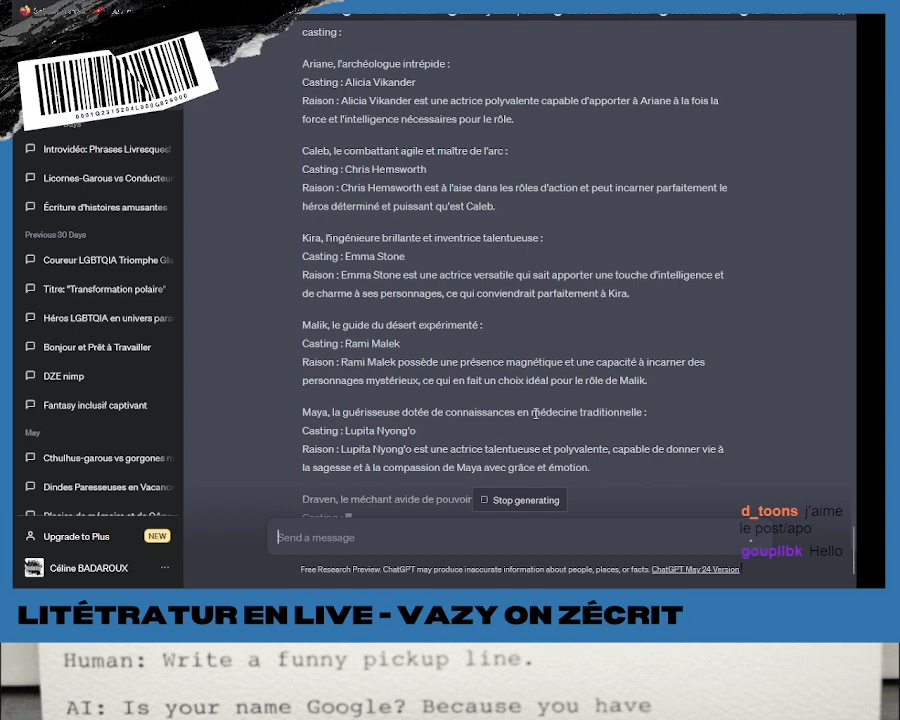 casting :
Ariane, l'archéologue intrépide :
Casting : Alicia Vikander
Raison : Alicia Vikander est une actrice polyvalente capable d'apporter à Ariane à la fois la
force et l'intelligence nécessaires pour le rôle.
Caleb, le combattant agile et maître de l'arc :
Casting : Chris Hemsworth
Raison : Chris Hemsworth est à l'aise dans les rôles d'action et peut incarner parfaitement le
héros déterminé et puissant qu'est Caleb.
Kira, l'ingénieure brillante et inventrice talentueuse :
Casting : Emma Stone
Raison : Emma Stone est une actrice versatile qui sait apporter une touche d'intelligence et
de charme à ses personnages, ce qui conviendrait parfaitement à Kira.
Malik, le guide du désert expérimenté :
Casting : Rami Malek
Raison : Rami Malek possède une présence magnétique et une capacité à incarner des
personnages mystérieux, ce qui en fait un choix idéal pour le rôle de Malik.
Maya, la guérisseuse dotée de connaissances en médecine traditionnelle :
Casting : Lupita Nyong'o
Raison : Lupita Nyong'o est une actrice talentueuse et polyvalente, capable de donner vie à
la sagesse et à la compassion de Maya avec grâce et émotion.
Draven, le méchant avide de pouvoir
Casting :
Stop generating
Send a message
Free Research Preview. ChatGPT may produce inaccurate information about people, places, or facts. ChatGPT May 24 Version
Introvidéo: Phrases Livresques!
Licornes-Garous vs Conducteur
Écriture d'histoires amusantes
Previous 30 Days
Coureur LGBTQIA Triomphe Gla
Titre: "Transformation polaire"
Héros LGBTQIA en univers para
Bonjour et Prêt à Travailler
DZE nimp
Fantasy inclusif captivant
May
Cthulhus-garous vs gorgones
Dindes Paresseuses en Vacanc
Upgrade to Plus
NEW
Céline BADAROUX
d_toons j'aime
le post/apo
goupilbk Hello
!
LITÉTRATUR EN LIVE - VAZY ON ZÉCRIT
Human: Write a funny pickup line.
AI: Is your name Google? Because you have